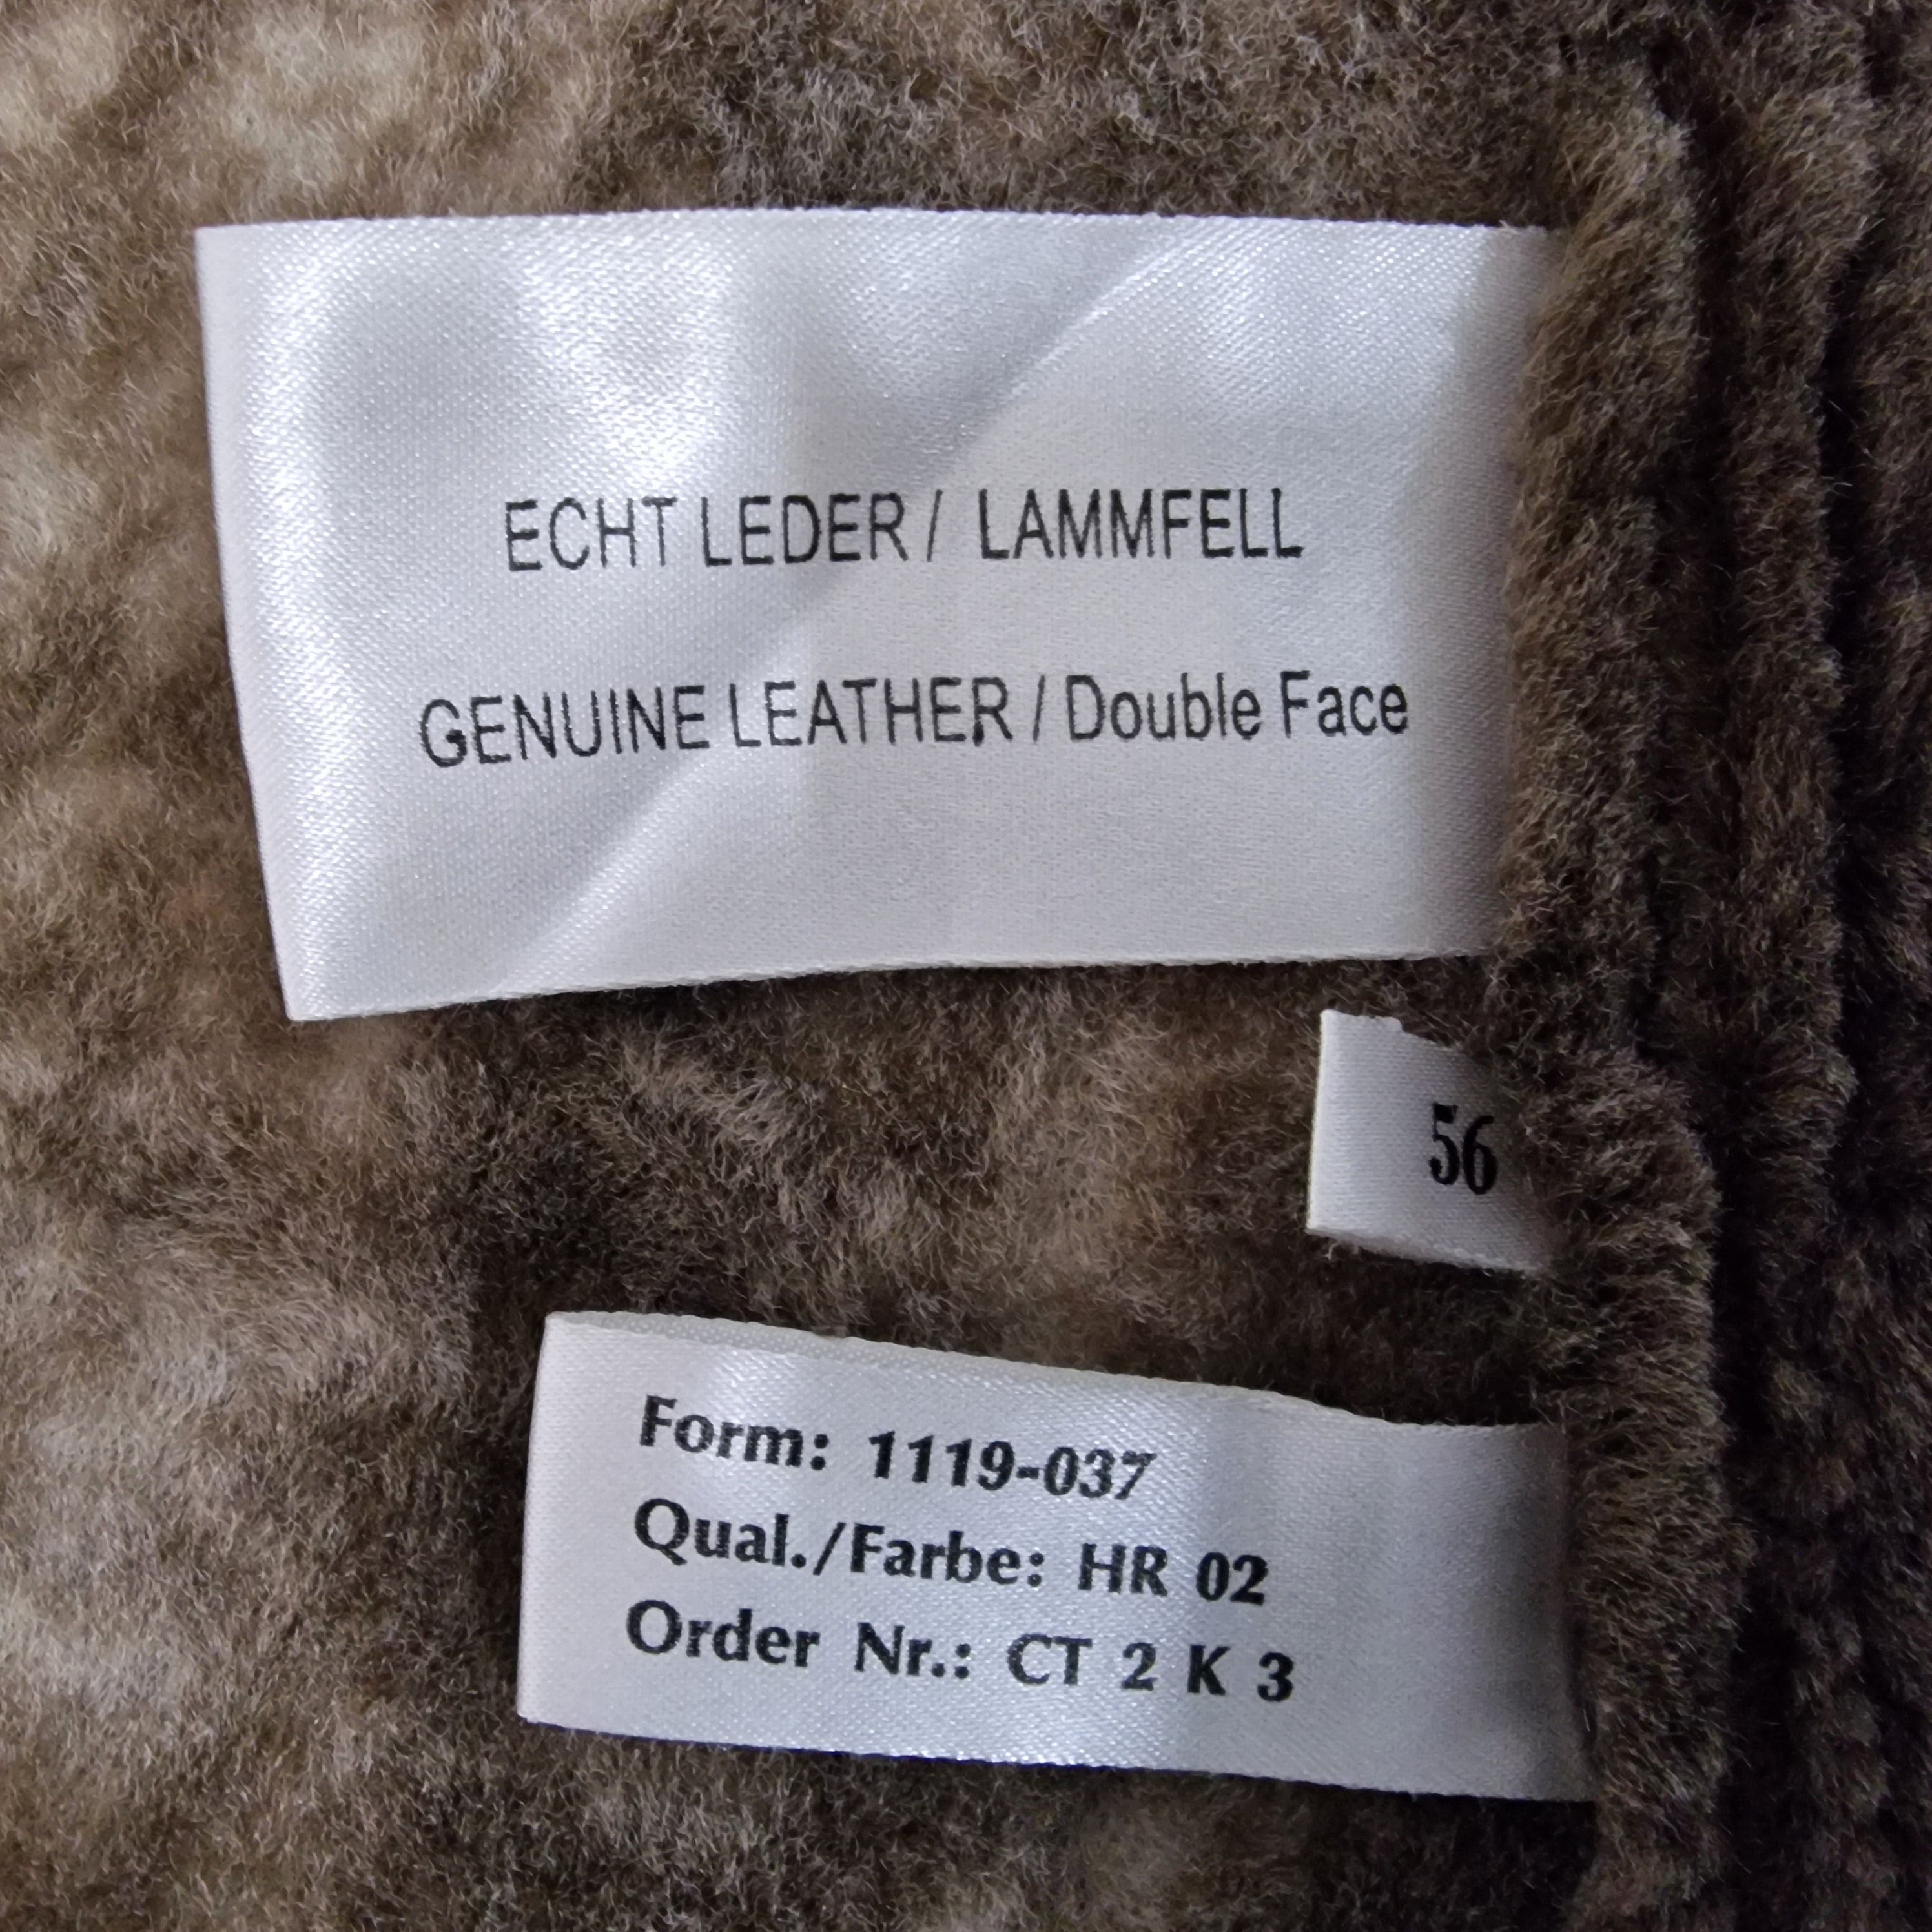 ECHT LEDER / LAMMFELL
GENUINE LEATHER / Double Face
56
Form: 1119-037
Qual./Farbe: HR 02
Order Nr.: CT 2 K 3